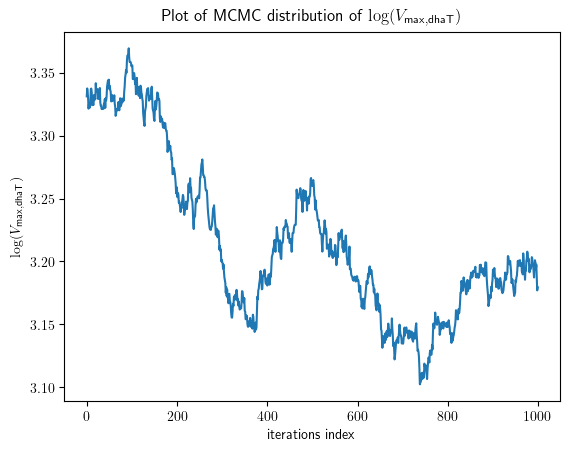 Plot of MCMC distribution of log(V_max,dhaT)
log(V_max,dhaT)
3.35
3.30
3.25
3.20
3.15
3.10
0 200 400 600 800 1000
iterations index